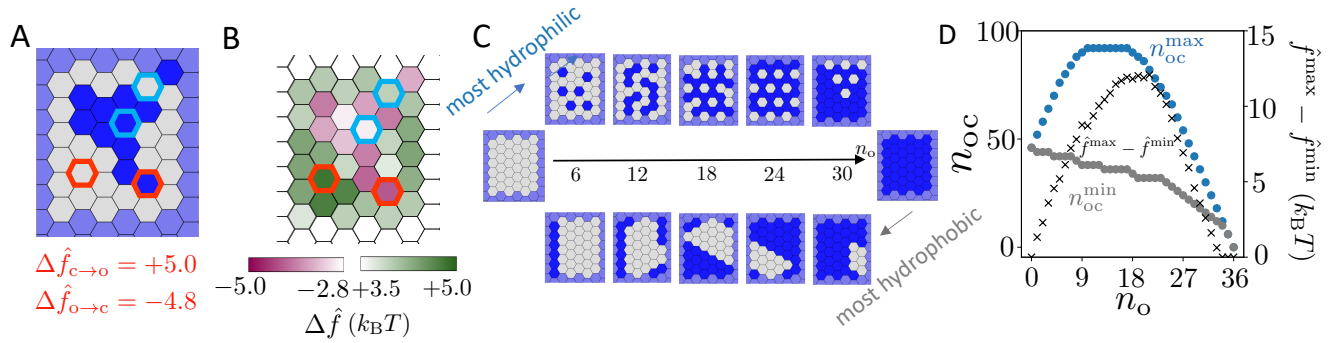 A
Δf̂c→o = +5.0
Δf̂o→c = −4.8
B
−5.0 −2.8 +3.5 +5.0
Δf̂ (kBT)
C
most hydrophilic
no
6 12 18 24 30
most hydrophobic
D
100
50
0
noc
nocmax
f̂max − f̂min
nocmin
0 9 18 27 36
no
15
10
5
0
f̂max − f̂min (kBT)